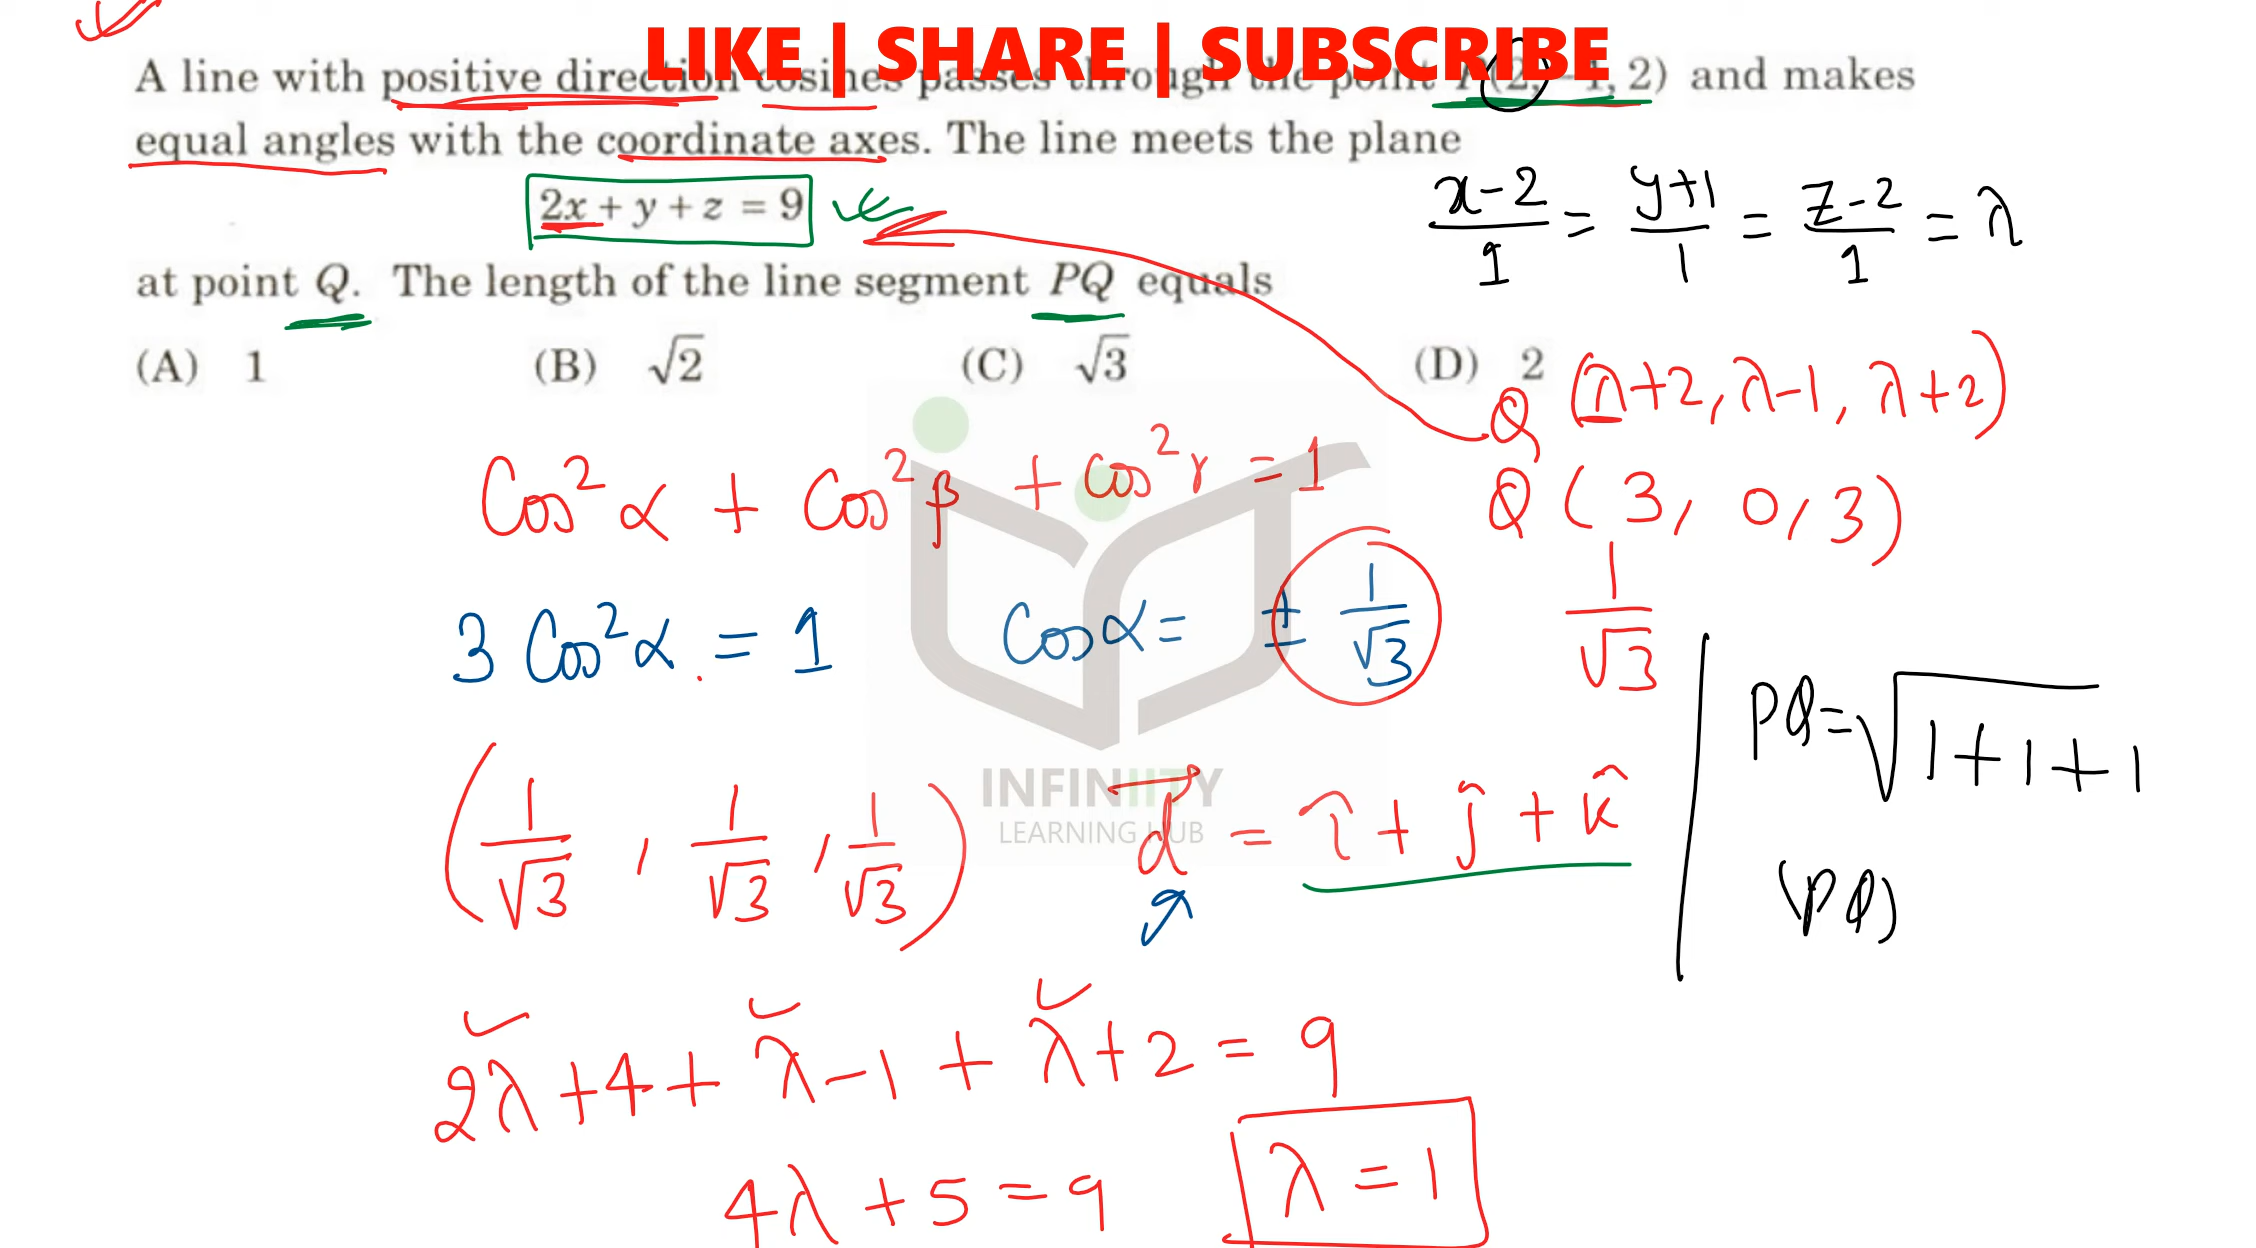 LIKE | SHARE | SUBSCRIBE
A line with positive direction cosines passes through the point P(2, −1, 2) and makes
equal angles with the coordinate axes. The line meets the plane
2x + y + z = 9
at point Q. The length of the line segment PQ equals
(A) 1 (B) √2 (C) √3 (D) 2
x-2/1 = y+1/1 = z-2/1 = λ
Q (λ+2, λ-1, λ+2)
Cos²α + Cos²β + Cos²γ = 1
Q (3, 0, 3)
3 Cos²α = 1 Cosα = ± 1/√3
1/√3
PQ = √1+1+1
(1/√3, 1/√3, 1/√3)
d = î + ĵ + k̂
PQ
INFINIITY
LEARNING HUB
2λ+4+λ-1+λ+2=9
4λ+5=9
λ=1